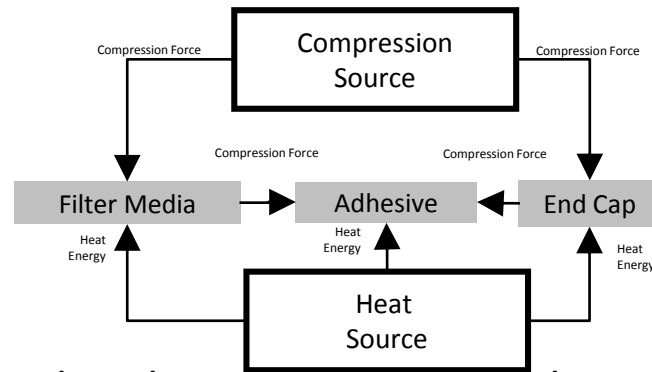 Compression
Source
Compression Force
Compression Force
Compression Force
Compression Force
Filter Media
Adhesive
End Cap
Heat
Energy
Heat
Energy
Heat
Energy
Heat
Source